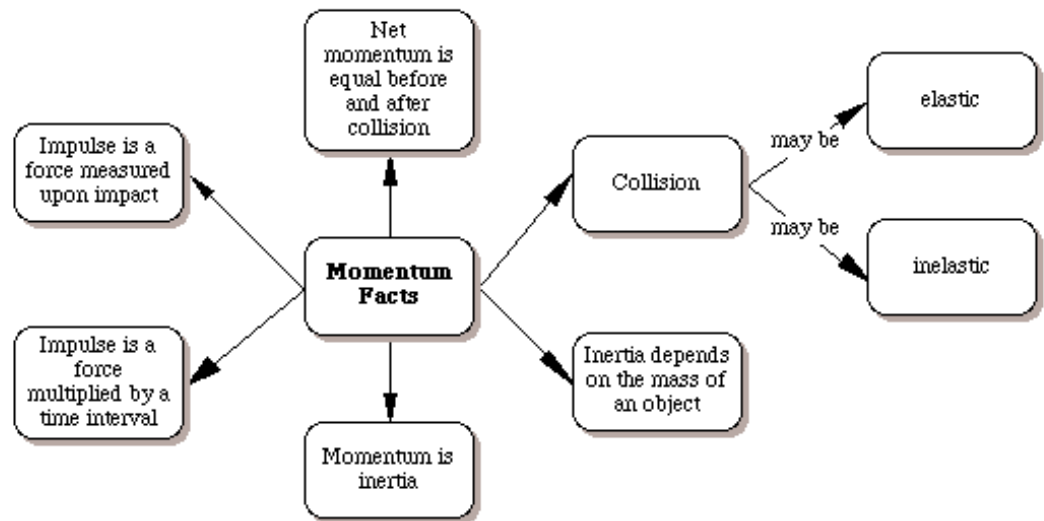 Net
momentum is
equal before
and after
collision
elastic
may be
Impulse is a
force measured
upon impact
Collision
may be
inelastic
Momentum
Facts
Impulse is a
force
multiplied by a
time interval
Inertia depends
on the mass of
an object
Momentum is
inertia